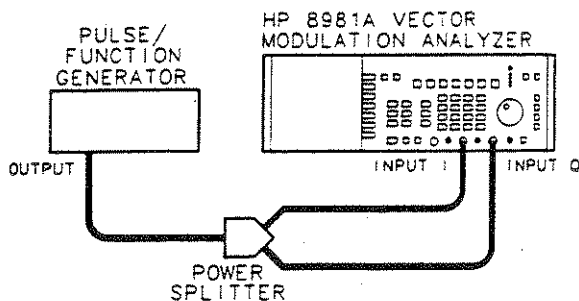 PULSE/
FUNCTION
GENERATOR
HP 8981A VECTOR
MODULATION ANALYZER
OUTPUT
INPUT I
INPUT Q
POWER
SPLITTER